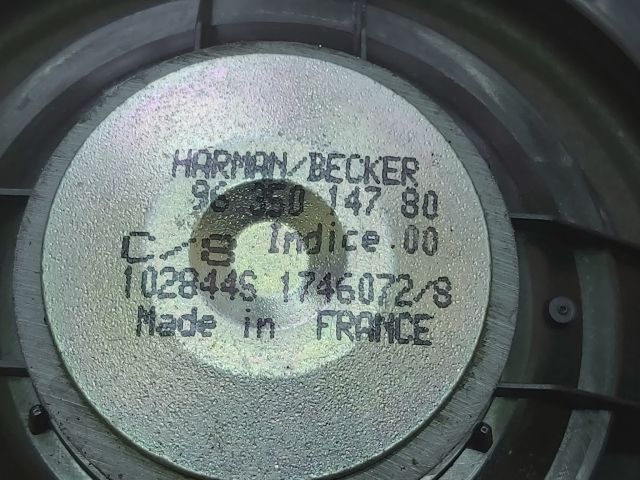 HARMAN/BECKER
96 350 147 80
C/8 Indice.00
102844S 1746072/8
Made in FRANCE